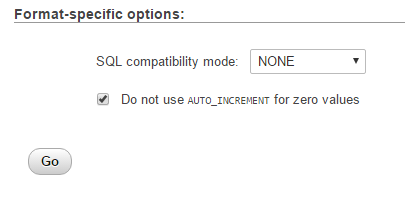 Format-specific options:
SQL compatibility mode: NONE
Do not use AUTO_INCREMENT for zero values
Go